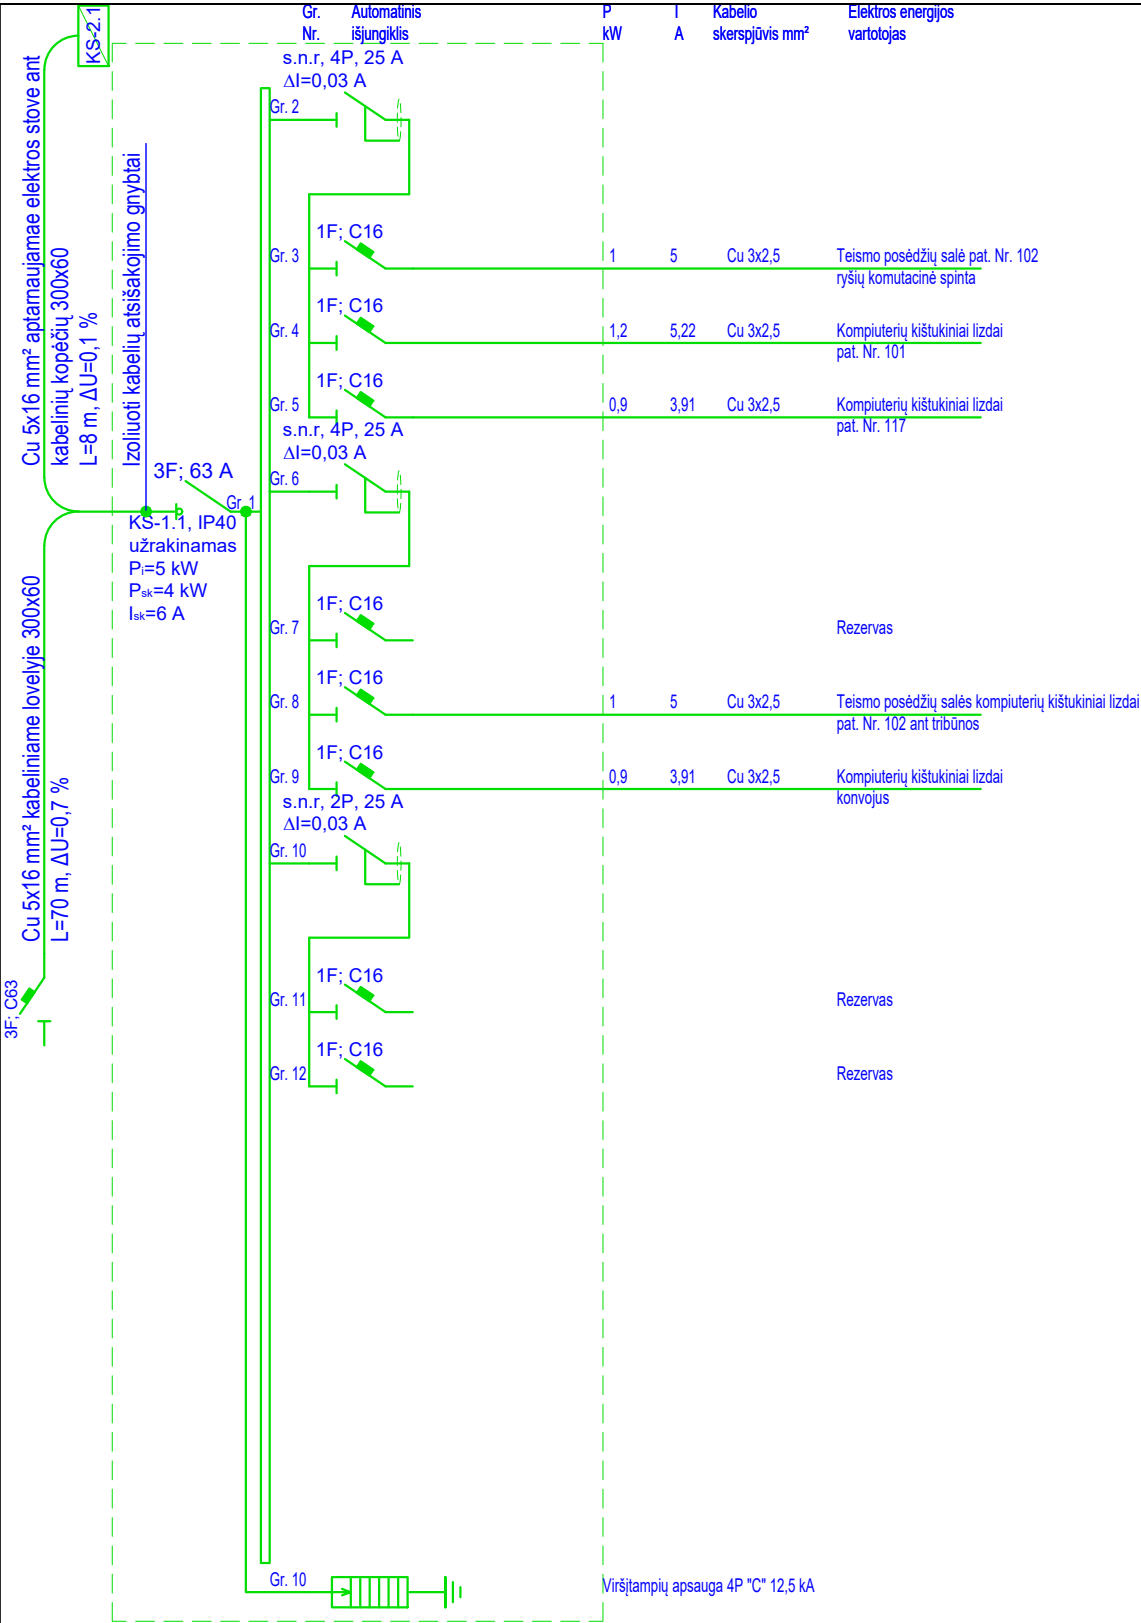 Gr. Nr.
Automatinis išjungiklis
P kW
I A
Kabelio skerspjūvis mm²
Elektros energijos vartotojas
KS-2.1
Cu 5x16 mm² aptarnaujamae elektros stove ant
kabelinių kopėčių 300x60
L=8 m, ΔU=0,1 %
Izoliuoti kabelių atsišakojimo gnybtai
Cu 5x16 mm² kabeliniame lovelyje 300x60
L=70 m, ΔU=0,7 %
3F; C63
3F; 63 A
Gr. 1
KS-1.1, IP40
užrakinamas
Pi=5 kW
Psk=4 kW
Isk=6 A
s.n.r, 4P, 25 A
ΔI=0,03 A
Gr. 2
1F; C16
Gr. 3 1 5 Cu 3x2,5 Teismo posėdžių salė pat. Nr. 102
ryšių komutacinė spinta
1F; C16
Gr. 4 1,2 5,22 Cu 3x2,5 Kompiuterių kištukiniai lizdai
pat. Nr. 101
1F; C16
Gr. 5 0,9 3,91 Cu 3x2,5 Kompiuterių kištukiniai lizdai
pat. Nr. 117
s.n.r, 4P, 25 A
ΔI=0,03 A
Gr. 6
1F; C16
Gr. 7 Rezervas
1F; C16
Gr. 8 1 5 Cu 3x2,5 Teismo posėdžių salės kompiuterių kištukiniai lizdai
pat. Nr. 102 ant tribūnos
1F; C16
Gr. 9 0,9 3,91 Cu 3x2,5 Kompiuterių kištukiniai lizdai
konvojus
s.n.r, 2P, 25 A
ΔI=0,03 A
Gr. 10
1F; C16
Gr. 11 Rezervas
1F; C16
Gr. 12 Rezervas
Gr. 10 Viršįtampių apsauga 4P "C" 12,5 kA